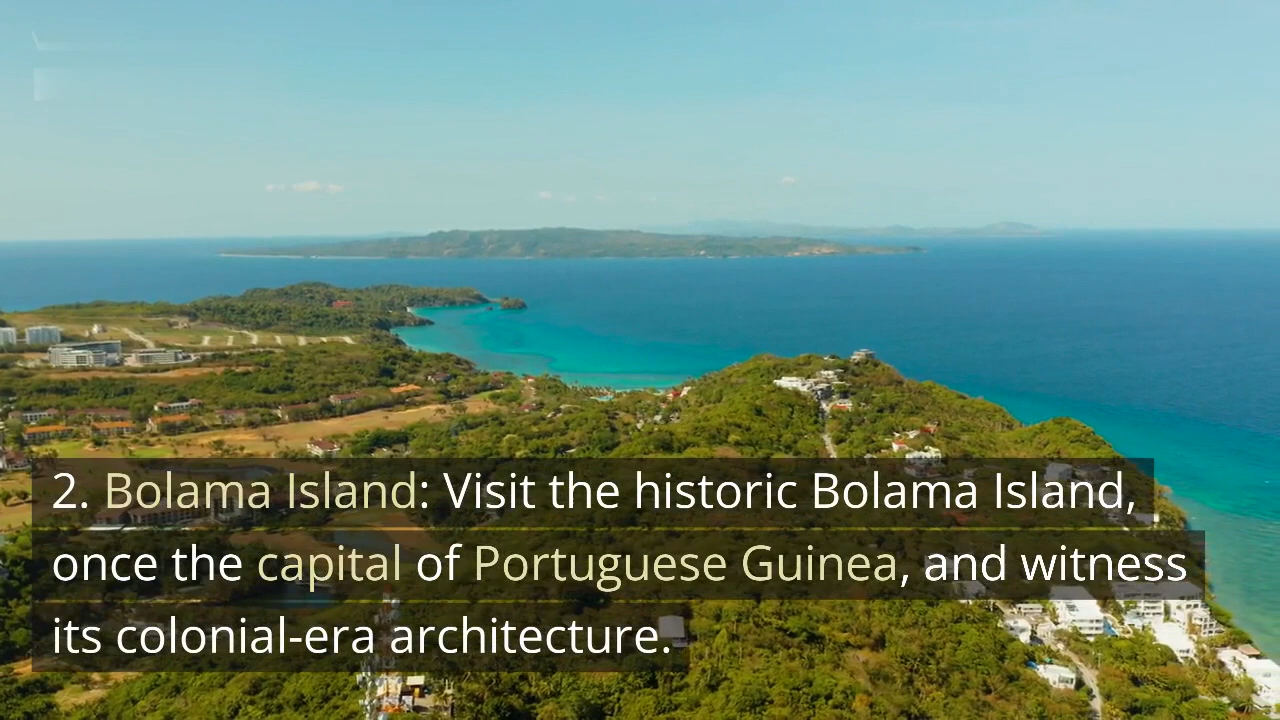 2. Bolama Island: Visit the historic Bolama Island,
once the capital of Portuguese Guinea, and witness
its colonial-era architecture.